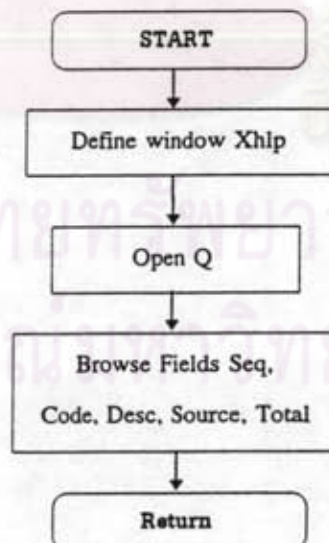 START
Define window Xhlp
Open Q
Browse Fields Seq,
Code, Desc, Source, Total
Return